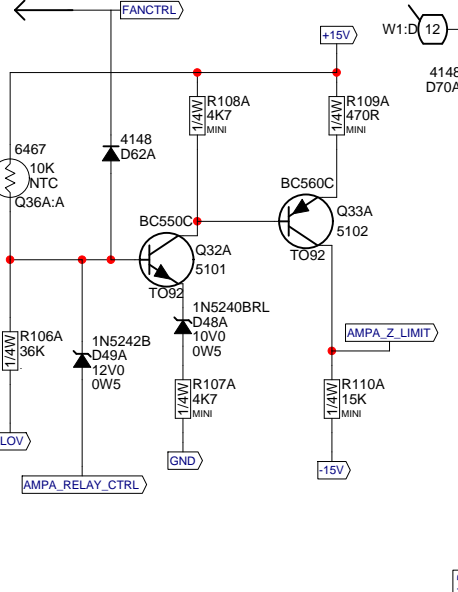 FANCTRL
+15V
W1:D
12
4148
D70A
1/4W
R108A
4K7
MINI
1/4W
R109A
470R
MINI
6467
10K
NTC
Q36A:A
4148
D62A
BC550C
Q32A
5101
TO92
BC560C
Q33A
5102
TO92
1N5240BRL
D48A
10V0
0W5
AMPA_Z_LIMIT
1/4W
R106A
36K
1N5242B
D49A
12V0
0W5
1/4W
R107A
4K7
MINI
1/4W
R110A
15K
MINI
LOV
GND
-15V
AMPA_RELAY_CTRL